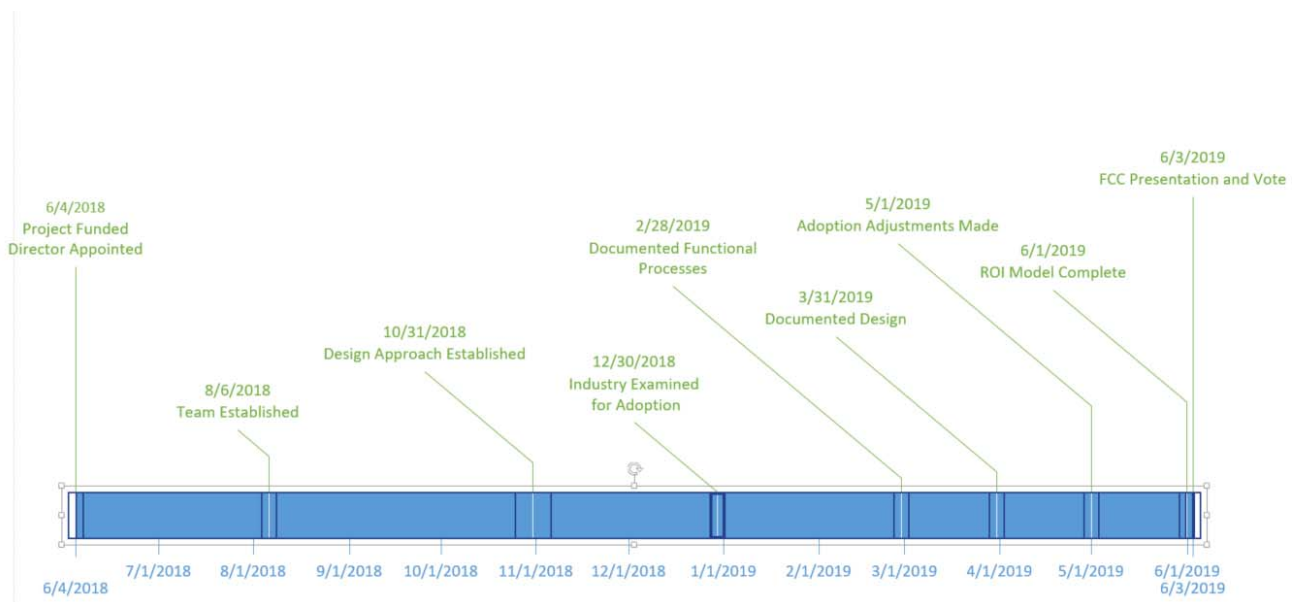 6/4/2018
Project Funded
Director Appointed
8/6/2018
Team Established
10/31/2018
Design Approach Established
12/30/2018
Industry Examined
for Adoption
2/28/2019
Documented Functional
Processes
3/31/2019
Documented Design
5/1/2019
Adoption Adjustments Made
6/1/2019
ROI Model Complete
6/3/2019
FCC Presentation and Vote
6/4/2018
7/1/2018
8/1/2018
9/1/2018
10/1/2018
11/1/2018
12/1/2018
1/1/2019
2/1/2019
3/1/2019
4/1/2019
5/1/2019
6/1/2019
6/3/2019